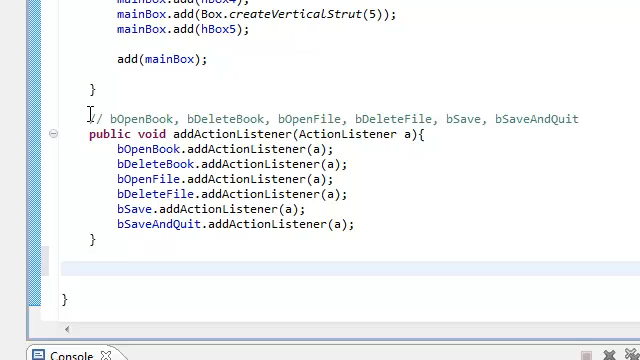 mainBox.add(hBox4);
mainBox.add(Box.createVerticalStrut(5));
mainBox.add(hBox5);
add(mainBox);
}
// bOpenBook, bDeleteBook, bOpenFile, bDeleteFile, bSave, bSaveAndQuit
public void addActionListener(ActionListener a){
bOpenBook.addActionListener(a);
bDeleteBook.addActionListener(a);
bOpenFile.addActionListener(a);
bDeleteFile.addActionListener(a);
bSave.addActionListener(a);
bSaveAndQuit.addActionListener(a);
}
}
Console